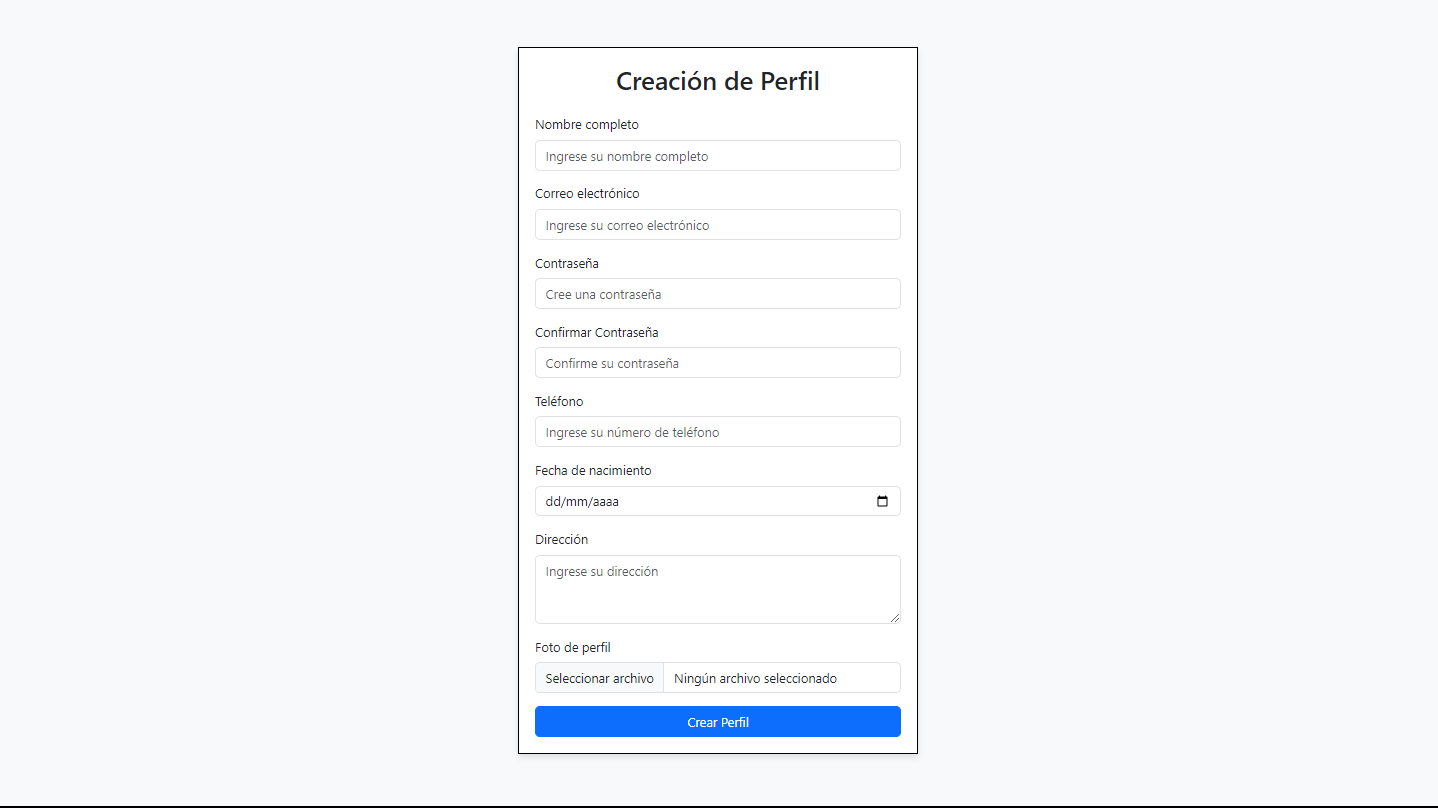 Creación de Perfil
Nombre completo
Ingrese su nombre completo
Correo electrónico
Ingrese su correo electrónico
Contraseña
Cree una contraseña
Confirmar Contraseña
Confirme su contraseña
Teléfono
Ingrese su número de teléfono
Fecha de nacimiento
dd/mm/aaaa
Dirección
Ingrese su dirección
Foto de perfil
Seleccionar archivo Ningún archivo seleccionado
Crear Perfil